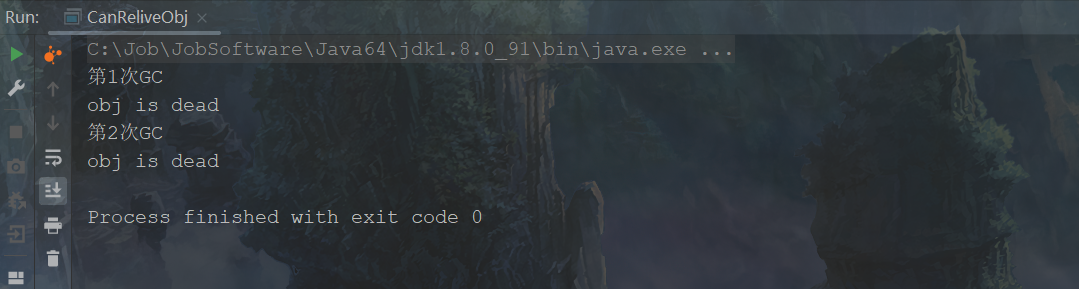 Run: CanReliveObj
C:\Job\JobSoftware\Java64\jdk1.8.0_91\bin\java.exe ...
第1次GC
obj is dead
第2次GC
obj is dead
Process finished with exit code 0